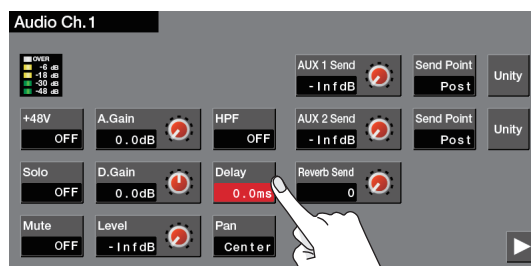 Audio Ch.1
OVER
-6 dB
-18 dB
-30 dB
-48 dB
AUX 1 Send
-InfdB
Send Point
Post
Unity
+48V
OFF
A.Gain
0.0dB
HPF
OFF
AUX 2 Send
-InfdB
Send Point
Post
Unity
Solo
OFF
D.Gain
0.0dB
Delay
0.0ms
Reverb Send
0
Mute
OFF
Level
-InfdB
Pan
Center